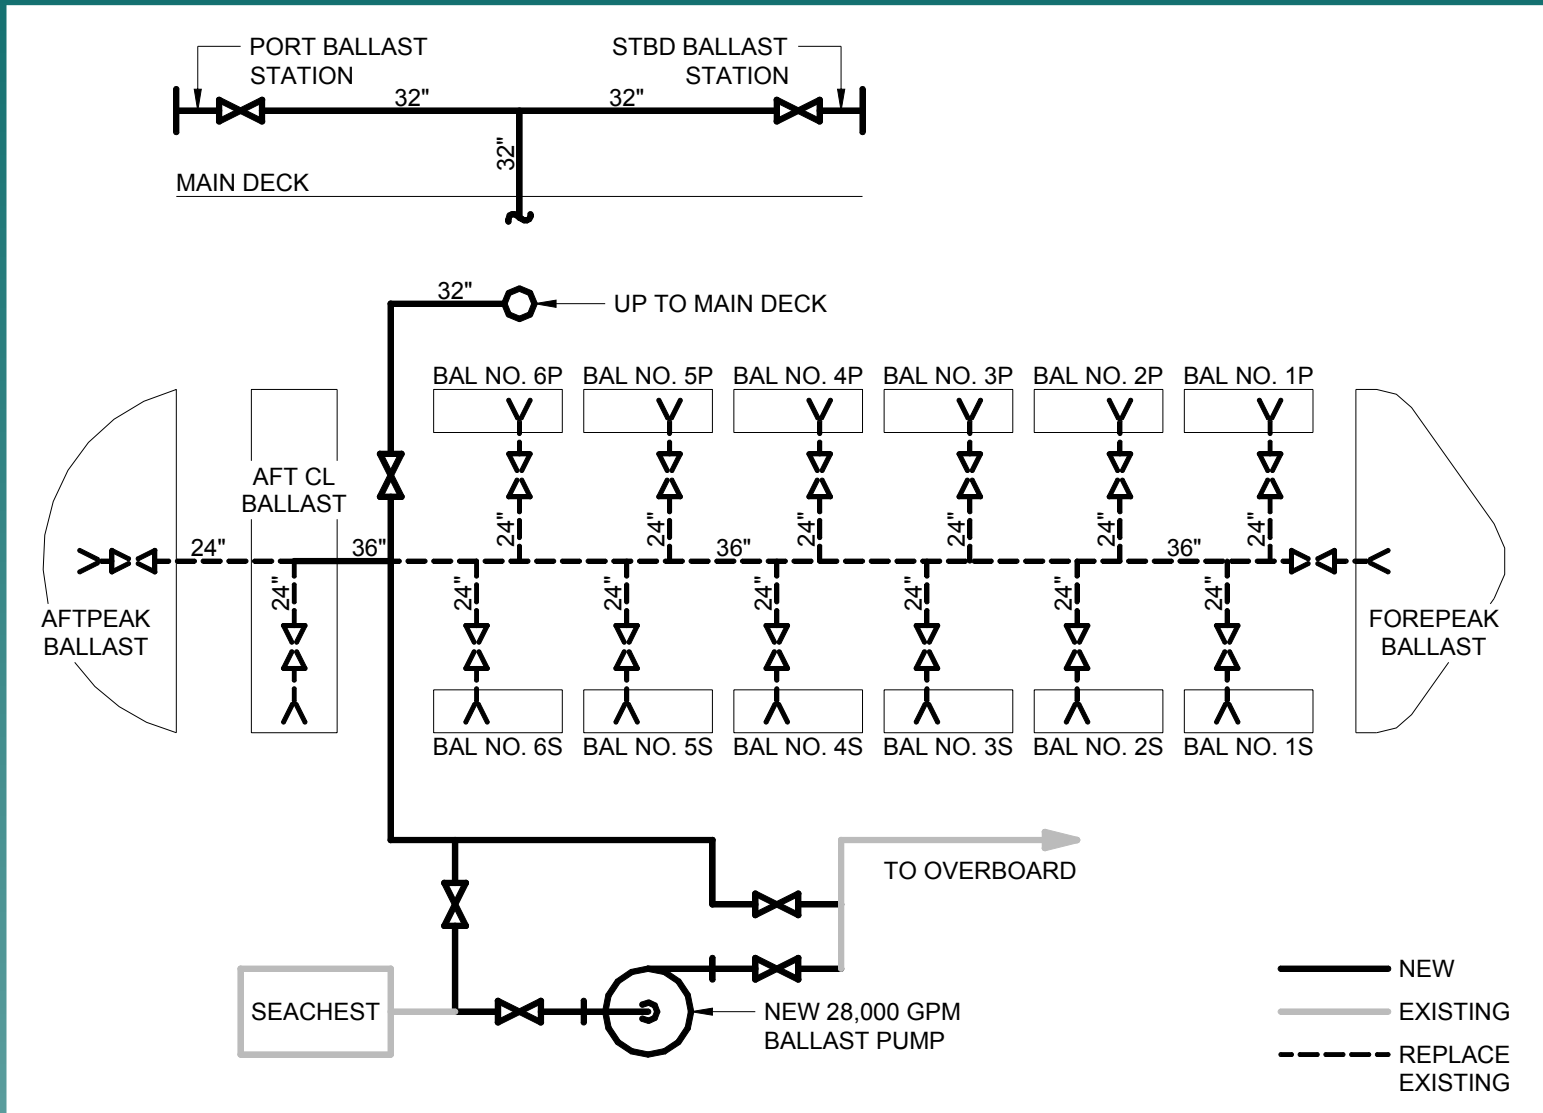 PORT BALLAST
STATION
STBD BALLAST
STATION
32"
32"
32"
MAIN DECK
32"
UP TO MAIN DECK
BAL NO. 6P
BAL NO. 5P
BAL NO. 4P
BAL NO. 3P
BAL NO. 2P
BAL NO. 1P
AFT CL
BALLAST
24"
24"
24"
24"
24"
24"
24"
36"
36"
36"
24"
24"
24"
24"
24"
24"
24"
AFTPEAK
BALLAST
FOREPEAK
BALLAST
BAL NO. 6S
BAL NO. 5S
BAL NO. 4S
BAL NO. 3S
BAL NO. 2S
BAL NO. 1S
TO OVERBOARD
SEACHEST
NEW 28,000 GPM
BALLAST PUMP
NEW
EXISTING
REPLACE
EXISTING